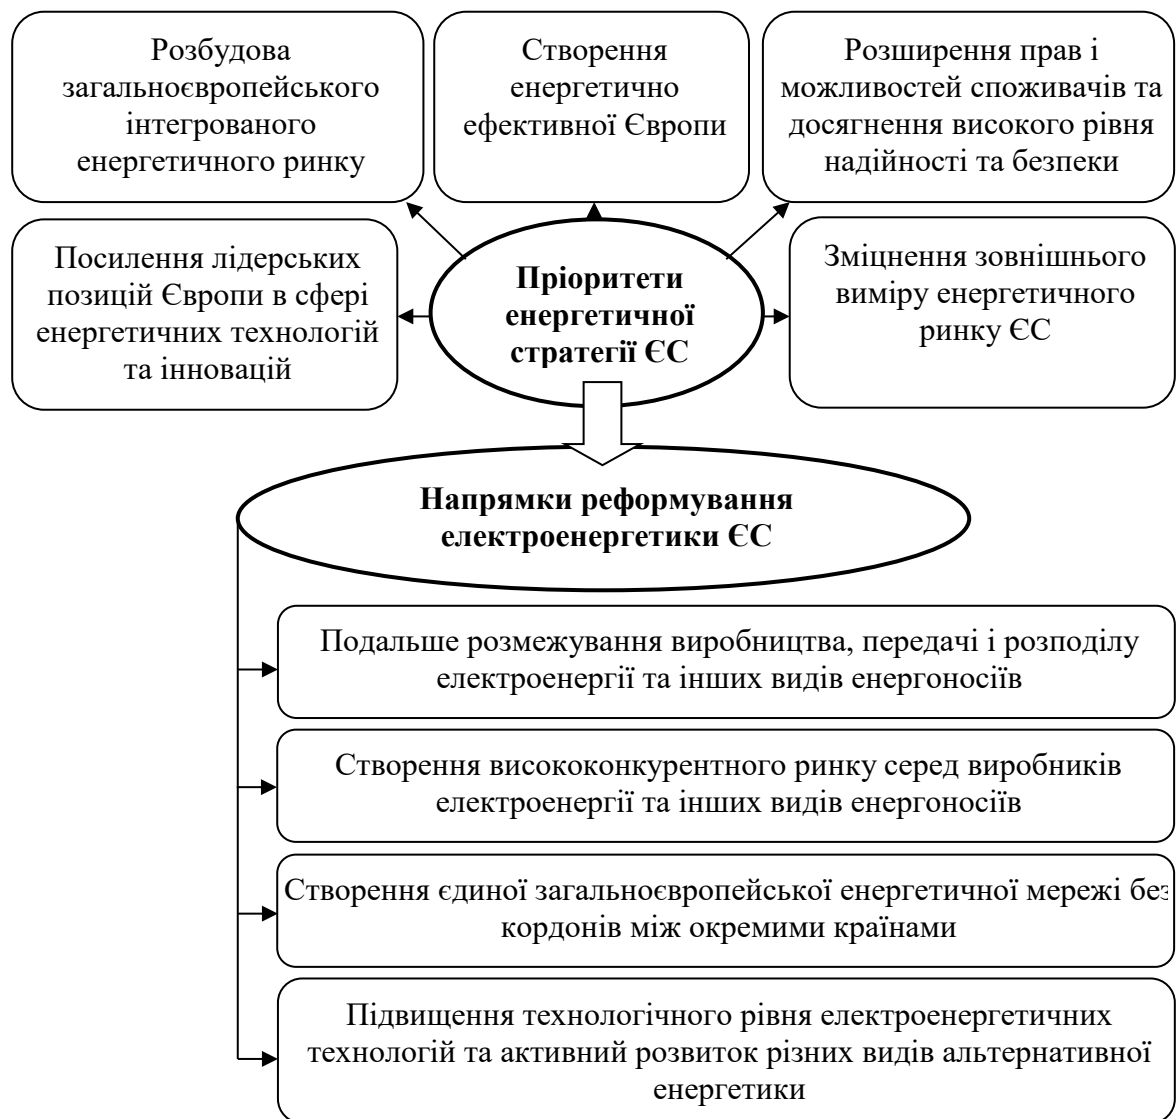 Розбудова
загальноєвропейського
інтегрованого
енергетичного ринку
Створення
енергетично
ефективної Європи
Розширення прав і
можливостей споживачів та
досягнення високого рівня
надійності та безпеки
Посилення лідерських
позицій Європи в сфері
енергетичних технологій
та інновацій
Пріоритети
енергетичної
стратегії ЄС
Зміцнення зовнішнього
виміру енергетичного
ринку ЄС
Напрямки реформування
електроенергетики ЄС
Подальше розмежування виробництва, передачі і розподілу
електроенергії та інших видів енергоносіїв
Створення висококонкурентного ринку серед виробників
електроенергії та інших видів енергоносіїв
Створення єдиної загальноєвропейської енергетичної мережі без
кордонів між окремими країнами
Підвищення технологічного рівня електроенергетичних
технологій та активний розвиток різних видів альтернативної
енергетики